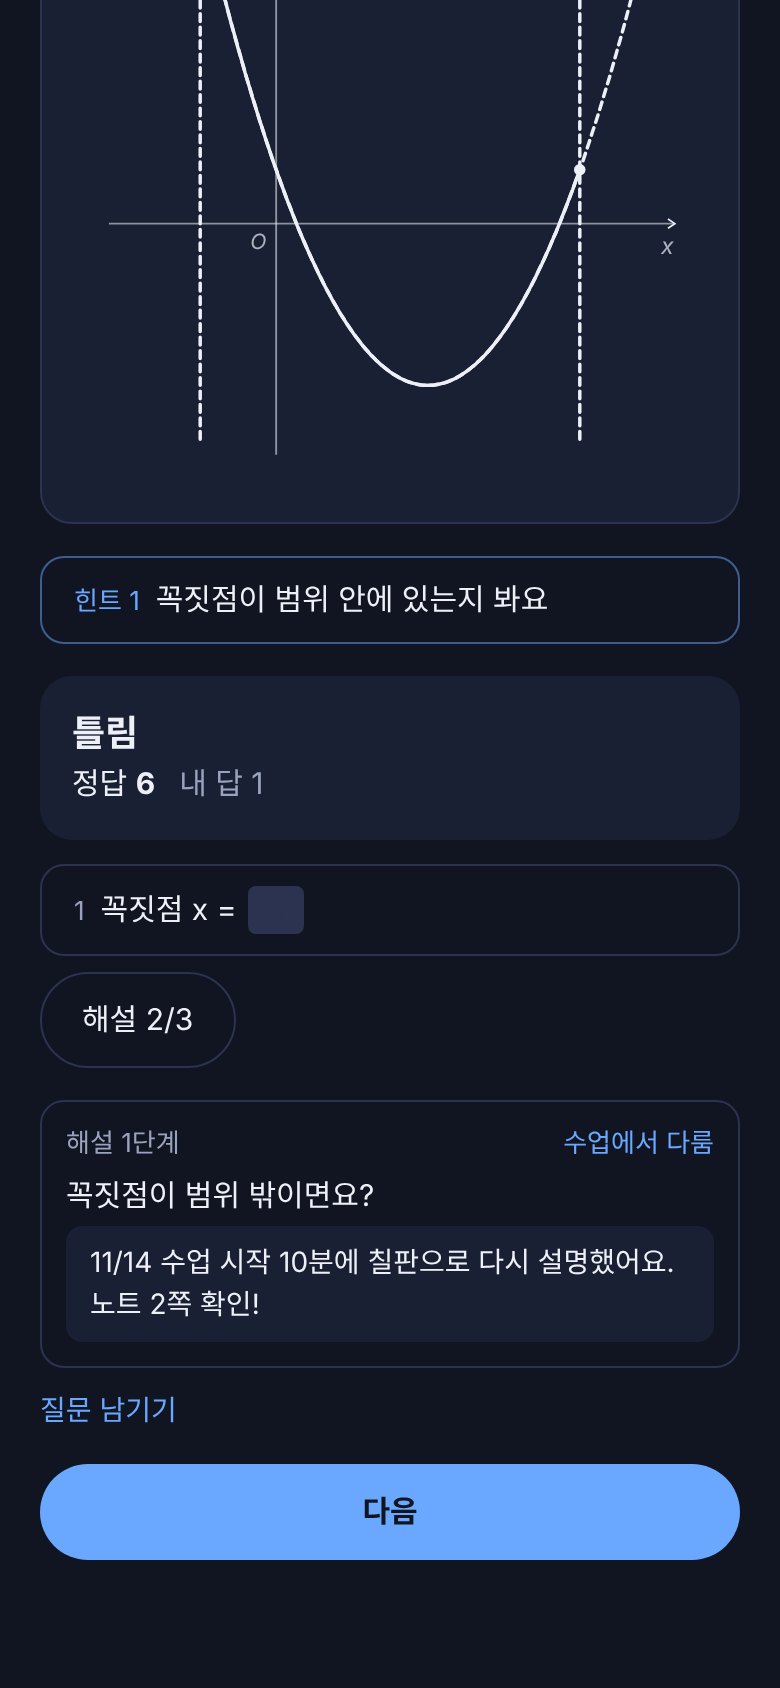 O
x
힌트 1 꼭짓점이 범위 안에 있는지 봐요
틀림
정답 6 내 답 1
1 꼭짓점 x =
해설 2/3
해설 1단계 수업에서 다룸
꼭짓점이 범위 밖이면요?
11/14 수업 시작 10분에 칠판으로 다시 설명했어요.
노트 2쪽 확인!
질문 남기기
다음